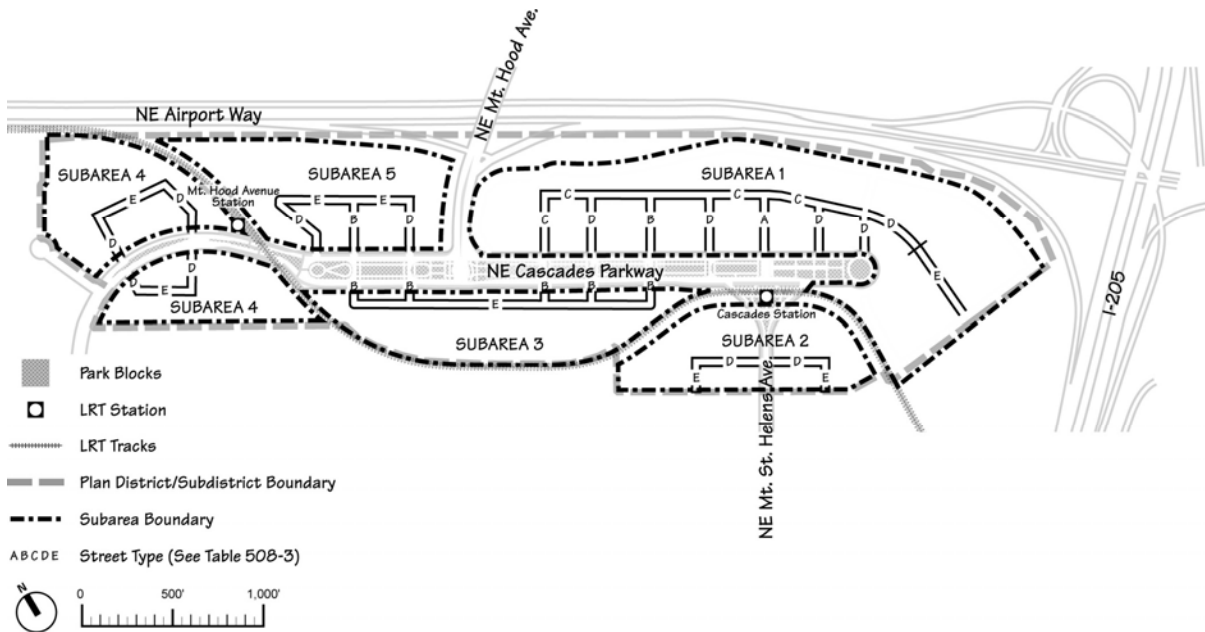 NE Mt. Hood Ave.
NE Airport Way
SUBAREA 4
SUBAREA 5
SUBAREA 1
Mt. Hood Avenue
Station
E
D
D
D
E
E
D
B
D
C
C
C
C
D
B
D
A
D
D
D
E
NE Cascades Parkway
I-205
D
D
E
SUBAREA 4
B
B
B
B
B
E
Cascades Station
SUBAREA 3
SUBAREA 2
D
D
E
E
NE Mt. St. Helens Ave.
Park Blocks
LRT Station
LRT Tracks
Plan District/Subdistrict Boundary
Subarea Boundary
ABCDE Street Type (See Table 508-3)
N
0 500' 1,000'